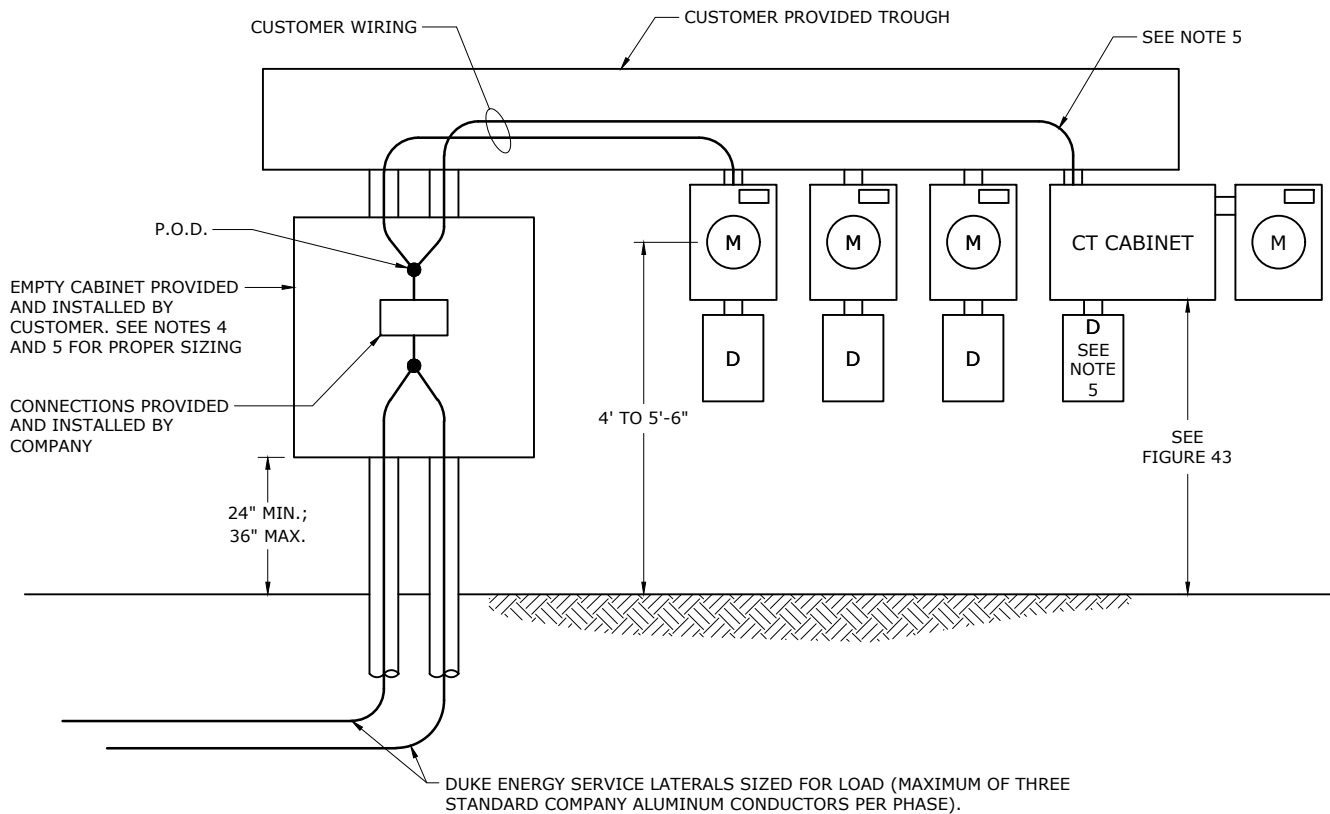 CUSTOMER PROVIDED TROUGH
CUSTOMER WIRING
SEE NOTE 5
P.O.D.
EMPTY CABINET PROVIDED
AND INSTALLED BY
CUSTOMER. SEE NOTES 4
AND 5 FOR PROPER SIZING
CONNECTIONS PROVIDED
AND INSTALLED BY
COMPANY
M
M
M
CT CABINET
M
D
D
D
D
SEE
NOTE
5
4' TO 5'-6"
SEE
FIGURE 43
24" MIN.;
36" MAX.
DUKE ENERGY SERVICE LATERALS SIZED FOR LOAD (MAXIMUM OF THREE
STANDARD COMPANY ALUMINUM CONDUCTORS PER PHASE).